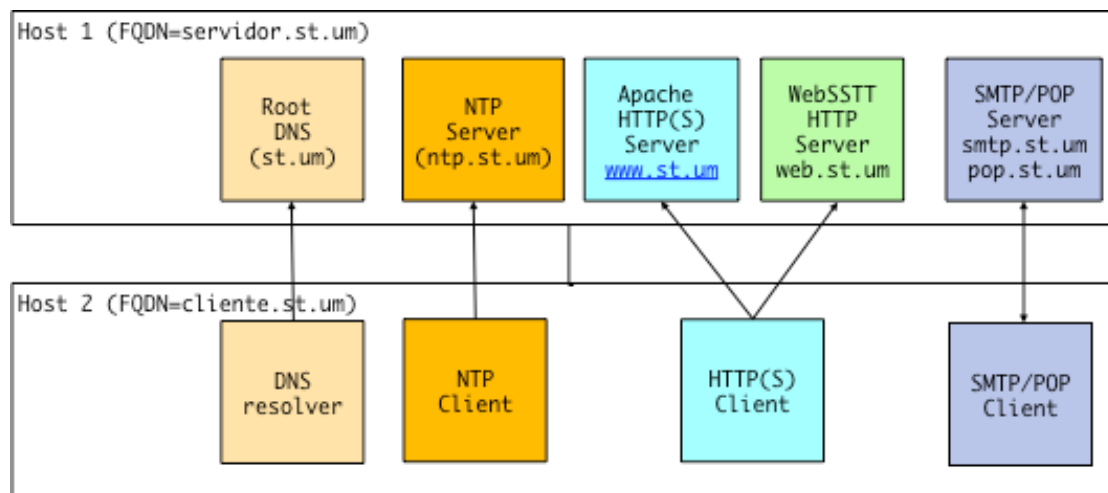 Host 1 (FQDN=servidor.st.um)
Root
DNS
(st.um)
NTP
Server
(ntp.st.um)
Apache
HTTP(S)
Server
www.st.um
WebSSTT
HTTP
Server
web.st.um
SMTP/POP
Server
smtp.st.um
pop.st.um
Host 2 (FQDN=cliente.st.um)
DNS
resolver
NTP
Client
HTTP(S)
Client
SMTP/POP
Client